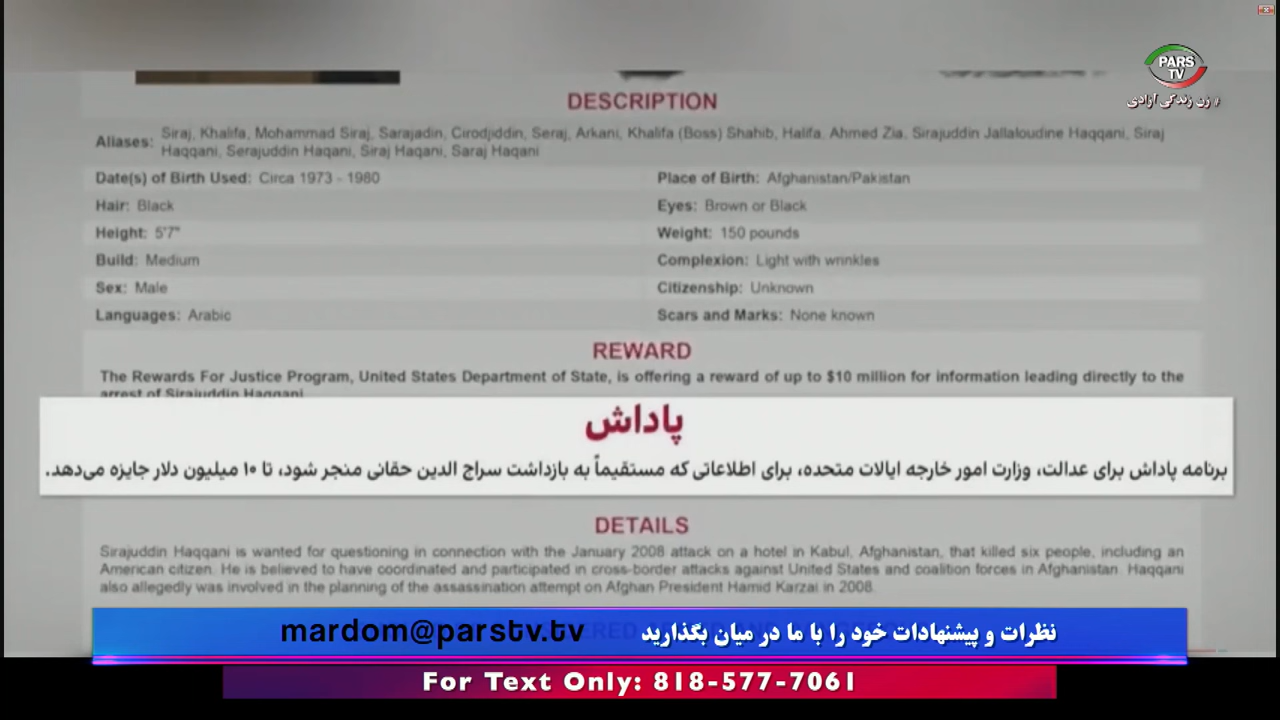 PARS
TV
# زن زندگی آزادی
DESCRIPTION
Aliases: Siraj, Khalifa, Mohammad Siraj, Sarajadin, Cirodjiddin, Seraj, Arkani, Khalifa (Boss) Shahib, Halifa, Ahmed Zia, Sirajuddin Jallaloudine Haqqani, Siraj
Haqqani, Serajuddin Haqani, Siraj Haqani, Saraj Haqani
Date(s) of Birth Used: Circa 1973 - 1980
Place of Birth: Afghanistan/Pakistan
Hair: Black
Eyes: Brown or Black
Height: 5'7"
Weight: 150 pounds
Build: Medium
Complexion: Light with wrinkles
Sex: Male
Citizenship: Unknown
Languages: Arabic
Scars and Marks: None known
REWARD
The Rewards For Justice Program, United States Department of State, is offering a reward of up to $10 million for information leading directly to the
arrest of Sirajuddin Haqqani
پاداش
برنامه پاداش برای عدالت، وزارت امور خارجه ایالات متحده، برای اطلاعاتی که مستقیماً به بازداشت سراج الدین حقانی منجر شود، تا ۱۰ میلیون دلار جایزه می‌دهد.
DETAILS
Sirajuddin Haqqani is wanted for questioning in connection with the January 2008 attack on a hotel in Kabul, Afghanistan, that killed six people, including an
American citizen. He is believed to have coordinated and participated in cross-border attacks against United States and coalition forces in Afghanistan. Haqqani
also allegedly was involved in the planning of the assassination attempt on Afghan President Hamid Karzai in 2008.
نظرات و پیشنهادات خود را با ما در میان بگذارید mardom@parstv.tv
For Text Only: 818-577-7061